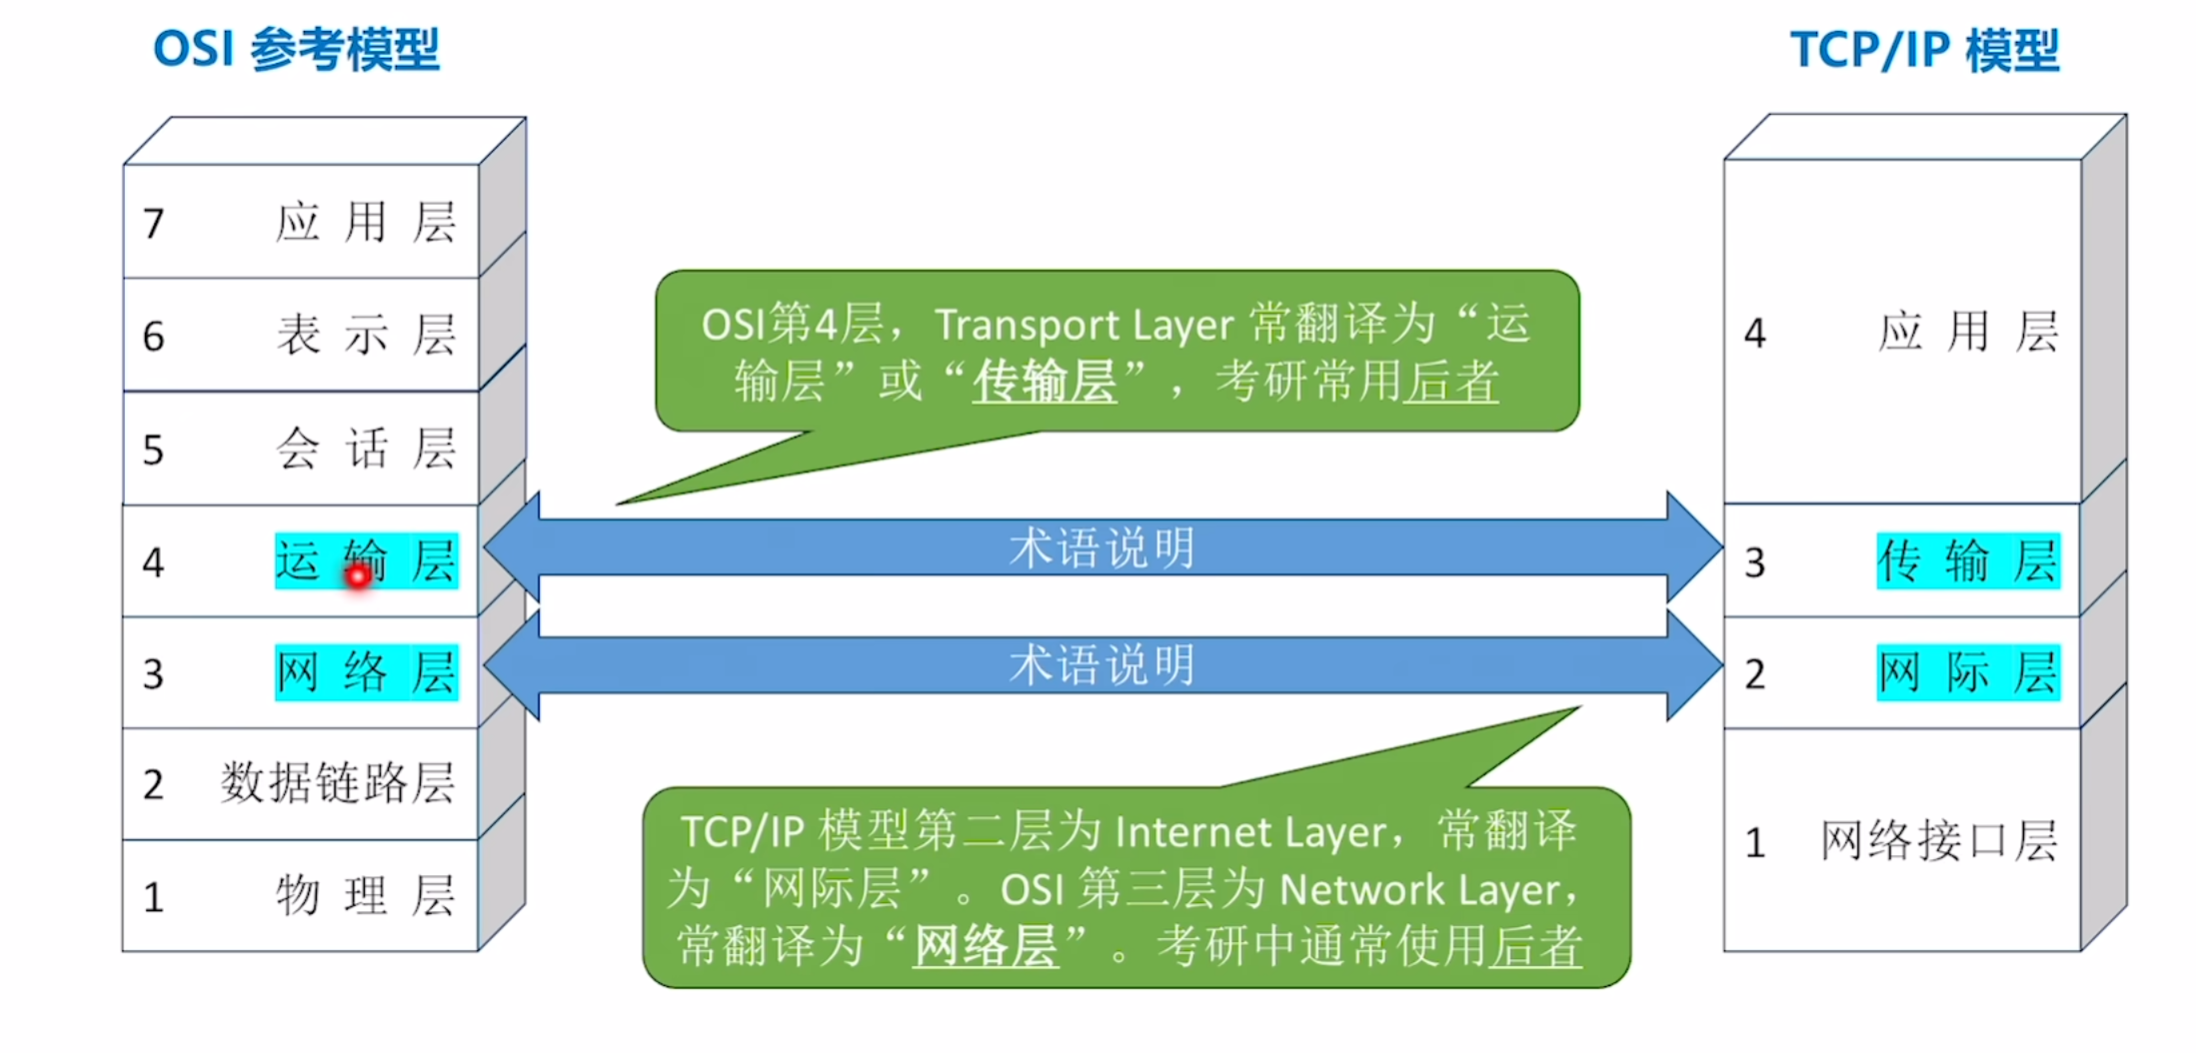 OSI 参考模型
TCP/IP 模型
7 应用层
6 表示层
5 会话层
4 运输层
3 网络层
2 数据链路层
1 物理层
OSI第4层，Transport Layer 常翻译为“运
输层”或“传输层”，考研常用后者
术语说明
术语说明
TCP/IP 模型第二层为 Internet Layer，常翻译
为“网际层”。OSI 第三层为 Network Layer，
常翻译为“网络层”。考研中通常使用后者
4 应用层
3 传输层
2 网际层
1 网络接口层